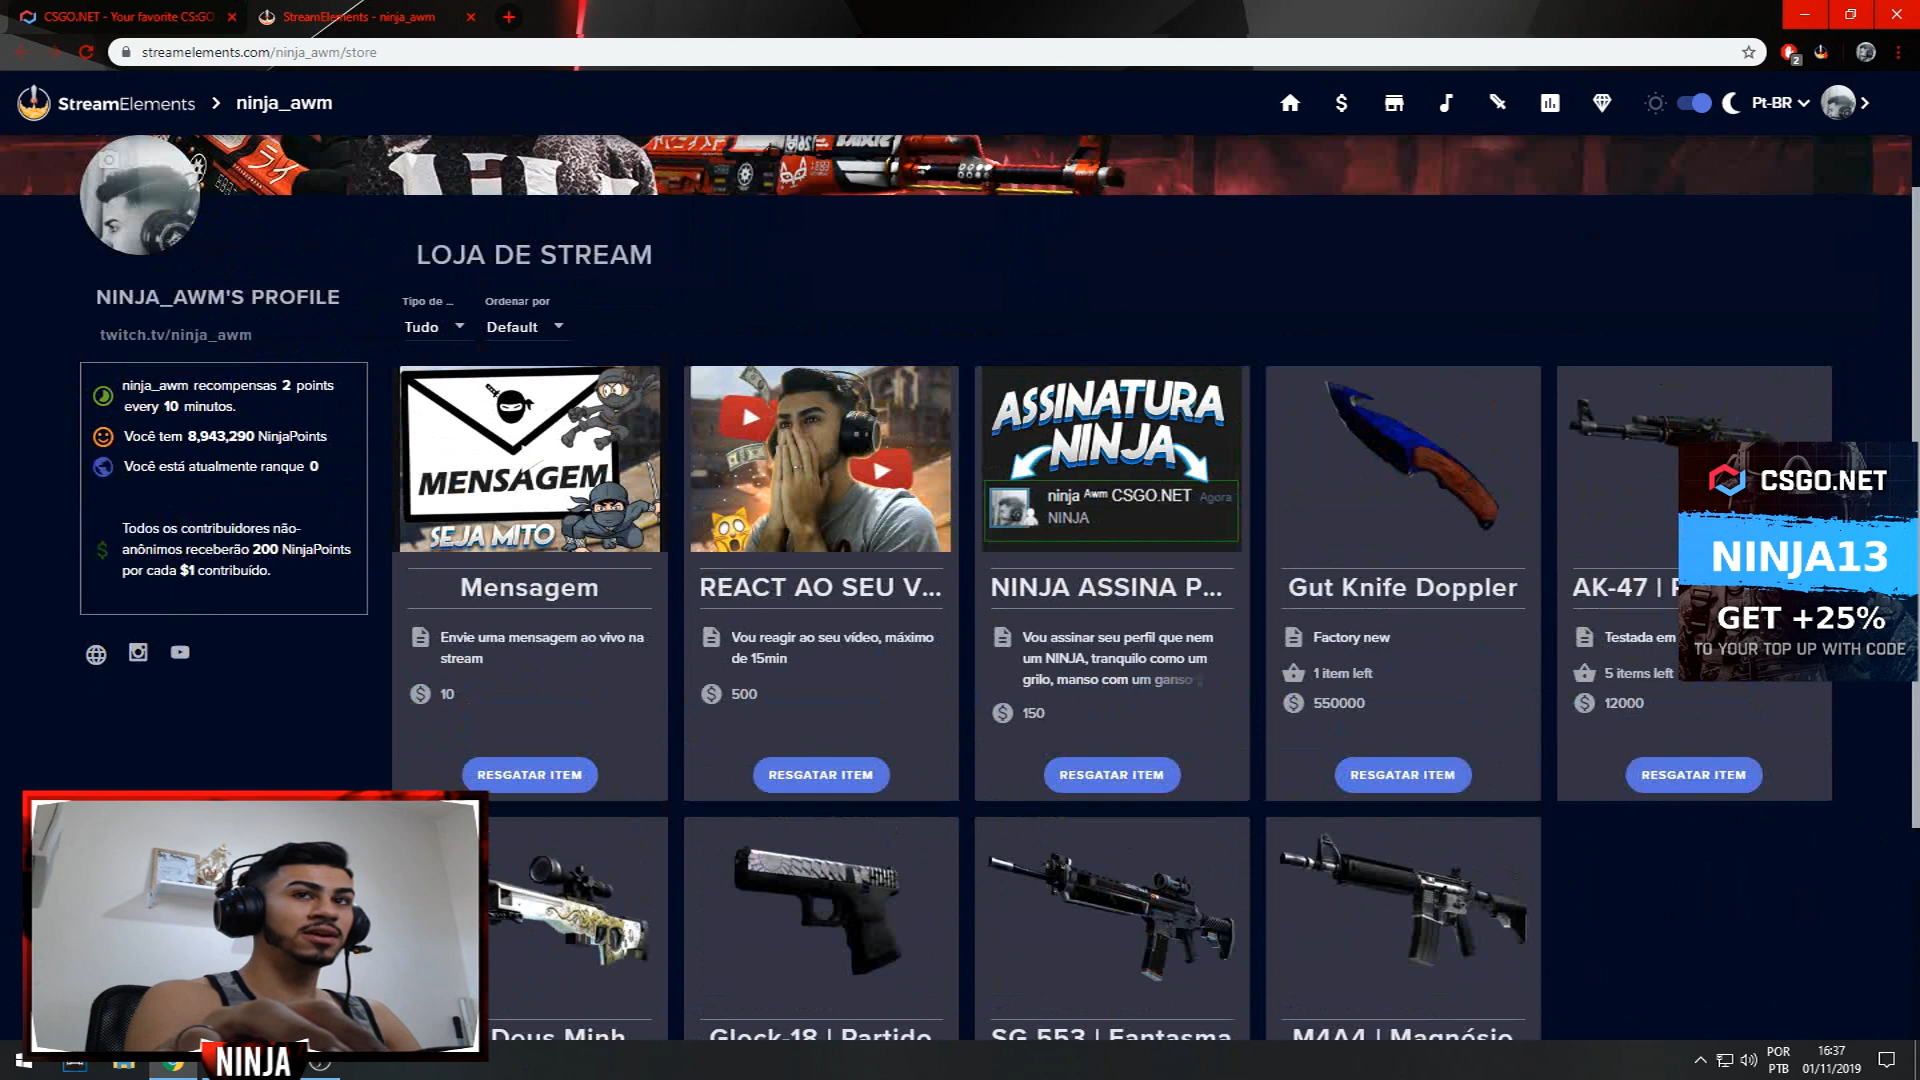 CSGO.NET - Your favorite CS:GO
StreamElements - ninja_awm
streamelements.com/ninja_awm/store
2
StreamElements
ninja_awm
Pt-BR
LOJA DE STREAM
NINJA_AWM'S PROFILE
twitch.tv/ninja_awm
Tipo de ...
Ordenar por
Tudo
Default
ninja_awm recompensas 2 points
every 10 minutos.
Você tem 8,943,290 NinjaPoints
Você está atualmente ranque 0
Todos os contribuidores não-
anônimos receberão 200 NinjaPoints
por cada $1 contribuído.
MENSAGEM
SEJA MITO
Mensagem
Envie uma mensagem ao vivo na
stream
10
RESGATAR ITEM
REACT AO SEU V...
Vou reagir ao seu vídeo, máximo
de 15min
500
RESGATAR ITEM
ASSINATURA
NINJA
ninja ᴬʷᵐ CSGO.NET
Agora
NINJA
NINJA ASSINA P...
Vou assinar seu perfil que nem
um NINJA, tranquilo como um
grilo, manso com um ganso
150
RESGATAR ITEM
Gut Knife Doppler
Factory new
1 item left
550000
RESGATAR ITEM
AK-47 |
Testada em
5 items left
12000
RESGATAR ITEM
CSGO.NET
NINJA13
GET +25%
TO YOUR TOP UP WITH CODE
Deus Minh
Glock-18 | Partido
SG 553 | Fantasma
M4A4 | Magnésio
NINJA
POR
PTB
16:37
01/11/2019